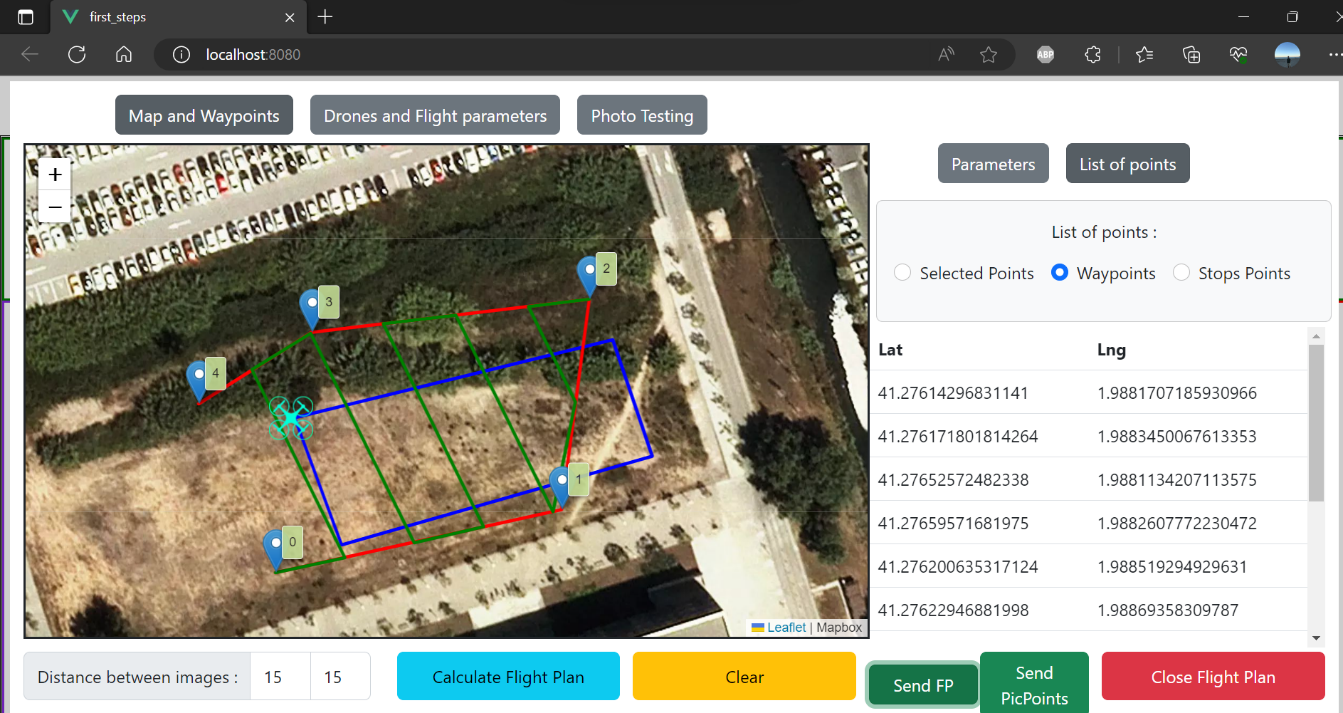 first_steps
localhost:8080
ABP
Map and Waypoints
Drones and Flight parameters
Photo Testing
+
−
2
3
4
1
0
Leaflet | Mapbox
Parameters
List of points
List of points :
Selected Points
Waypoints
Stops Points
Lat Lng
41.27614296831141 1.9881707185930966
41.276171801814264 1.9883450067613353
41.27652572482338 1.9881134207113575
41.27659571681975 1.9882607772230472
41.276200635317124 1.988519294929631
41.27622946881998 1.98869358309787
Distance between images : 15 15
Calculate Flight Plan
Clear
Send FP
Send
PicPoints
Close Flight Plan